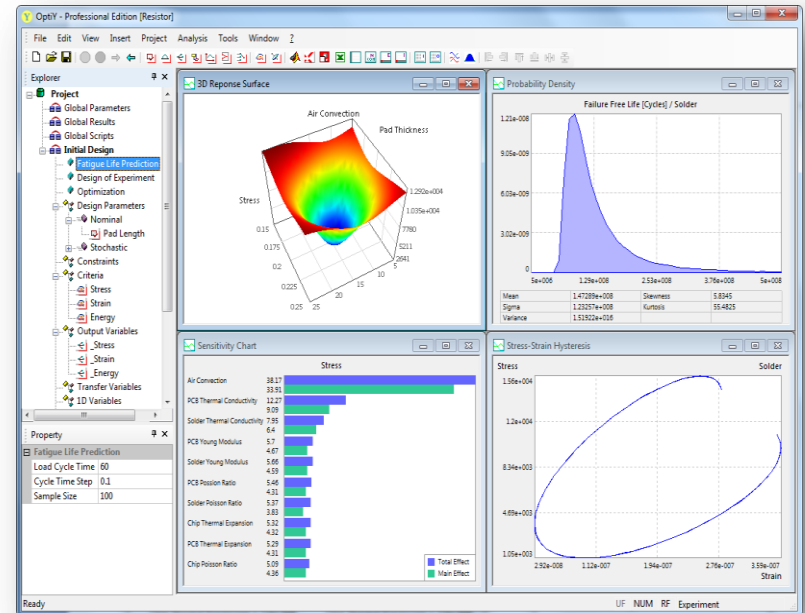 OptiY - Professional Edition [Resistor]
File Edit View Insert Project Analysis Tools Window ?
Explorer
Project
Global Parameters
Global Results
Global Scripts
Initial Design
Fatigue Life Prediction
Design of Experiment
Optimization
Design Parameters
Nominal
Pad Length
Stochastic
Constraints
Criteria
Stress
Strain
Energy
Output Variables
_Stress
_Strain
_Energy
Transfer Variables
1D Variables
Property
Fatigue Life Prediction
Load Cycle Time 60
Cycle Time Step 0.1
Sample Size 100
3D Reponse Surface
Air Convection
Pad Thickness
Stress
1.292e+004
1.035e+004
7780
5211
2641
0.15
0.175
0.2
0.225
0.25
25
20
15
10
5
Probability Density
Failure Free Life [Cycles] / Solder
1.21e-008
9.05e-009
6.03e-009
3.02e-009
0
5e+006 1.29e+008 2.53e+008 3.76e+008 5e+008
Mean 1.47289e+008 Skewness 5.8345
Sigma 1.23257e+008 Kurtosis 55.4825
Variance 1.51922e+016
Sensitivity Chart
Stress
Air Convection 38.17
33.91
PCB Thermal Conductivity 12.27
9.09
Solder Thermal Conductivity 7.95
6.4
PCB Young Modulus 5.7
4.67
Solder Young Modulus 5.66
4.59
PCB Possion Ratio 5.46
4.31
Solder Poisson Ratio 5.37
3.83
Chip Thermal Expansion 5.32
4.32
PCB Thermal Expansion 5.29
4.31
Chip Poisson Ratio 5.09
4.36
Total Effect
Main Effect
Stress-Strain Hysteresis
Stress
Solder
1.56e+004
1.2e+004
8.34e+003
4.69e+003
1.05e+003
2.92e-008 1.12e-007 1.94e-007 2.76e-007 3.59e-007
Strain
Ready
UF NUM RF Experiment